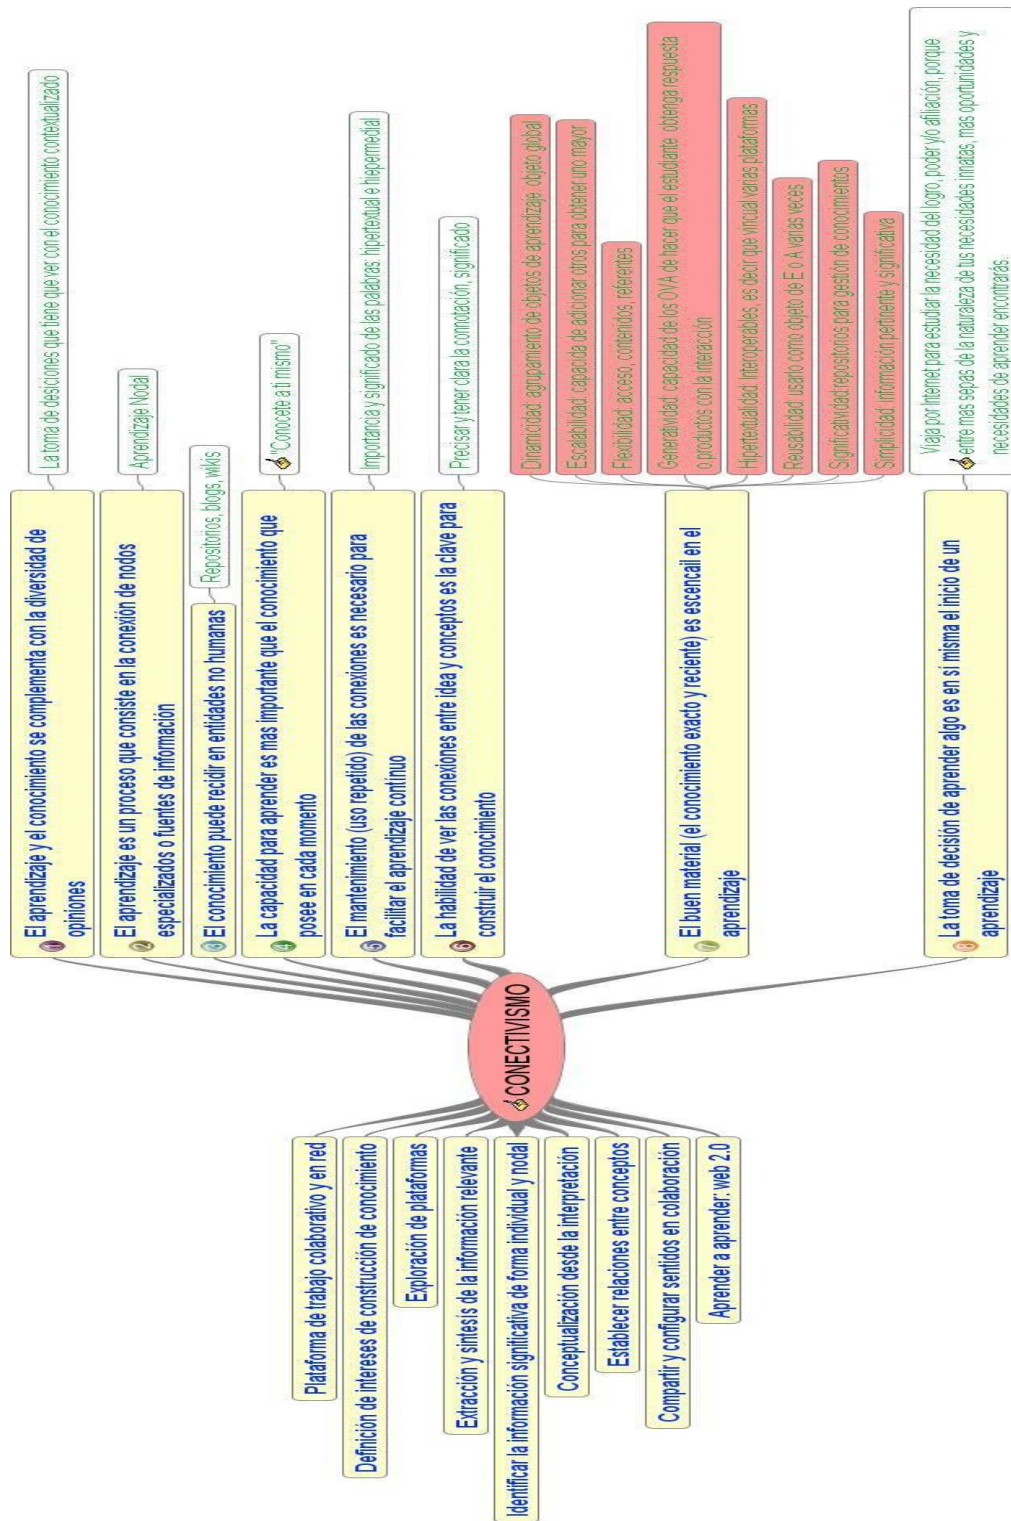 CONECTIVISMO
Plataforma de trabajo colaborativo y en red
Definición de intereses de construcción de conocimiento
Exploración de plataformas
Extracción y síntesis de la información relevante
Identificar la información significativa de forma individual y nodal
Conceptualización desde la interpretación
Establecer relaciones entre conceptos
Compartir y configurar sentidos en colaboración
Aprender a aprender: web 2.0
1 El aprendizaje y el conocimiento se complementa con la diversidad de
opiniones
La toma de desiciones que tiene que ver con el conocimiento contextualizado
2 El aprendizaje es un proceso que consiste en la conexión de nodos
especializados o fuentes de información
Aprendizaje Nodal
3 El conocimiento puede recidir en entidades no humanas
Repositorios, blogs, wikis
4 La capacidad para aprender es mas importante que el conocimiento que
posee en cada momento
"Conocete a ti mismo"
5 El mantenimiento (uso repetido) de las conexiones es necesario para
facilitar el aprendizaje contínuo
Importancia y significado de las palabras: hipertextual e hiepermedial
6 La habilidad de ver las conexiones entre idea y conceptos es la clave para
construir el conocimiento
Precisar y tener clara la connotación, significado
7 El buen material (el conocimiento exacto y reciente) es escencail en el
aprendizaje
Dinamicidad: agrupamiento de objetos de aprendizaje: objeto global
Escalabilidad: capacida de adicionar otros para obtener uno mayor
Flexibilidad: acceso, contenidos, referentes
Generatividad: capacidad de los OVA de hacer que el estudiante obtenga respuesta
o productos con la interacción
Hipertextualidad: Interoperables, es decir que vincual varias plataformas
Reusabilidad: usarlo como objeto de E o A varias veces
Significatividad:repositorios para gestión de conocimientos
Simplicidad: información pertinente y significativa
8 La toma de decisión de aprender algo es en sí misma el inicio de un
aprendizaje
Viaja por Internet para estudiar la necesidad del logro, poder y/o afiliación, porque
entre mas sepas de la naturaleza de tus necesidades innatas, mas oportunidades y
necesidades de aprender encontrarás.